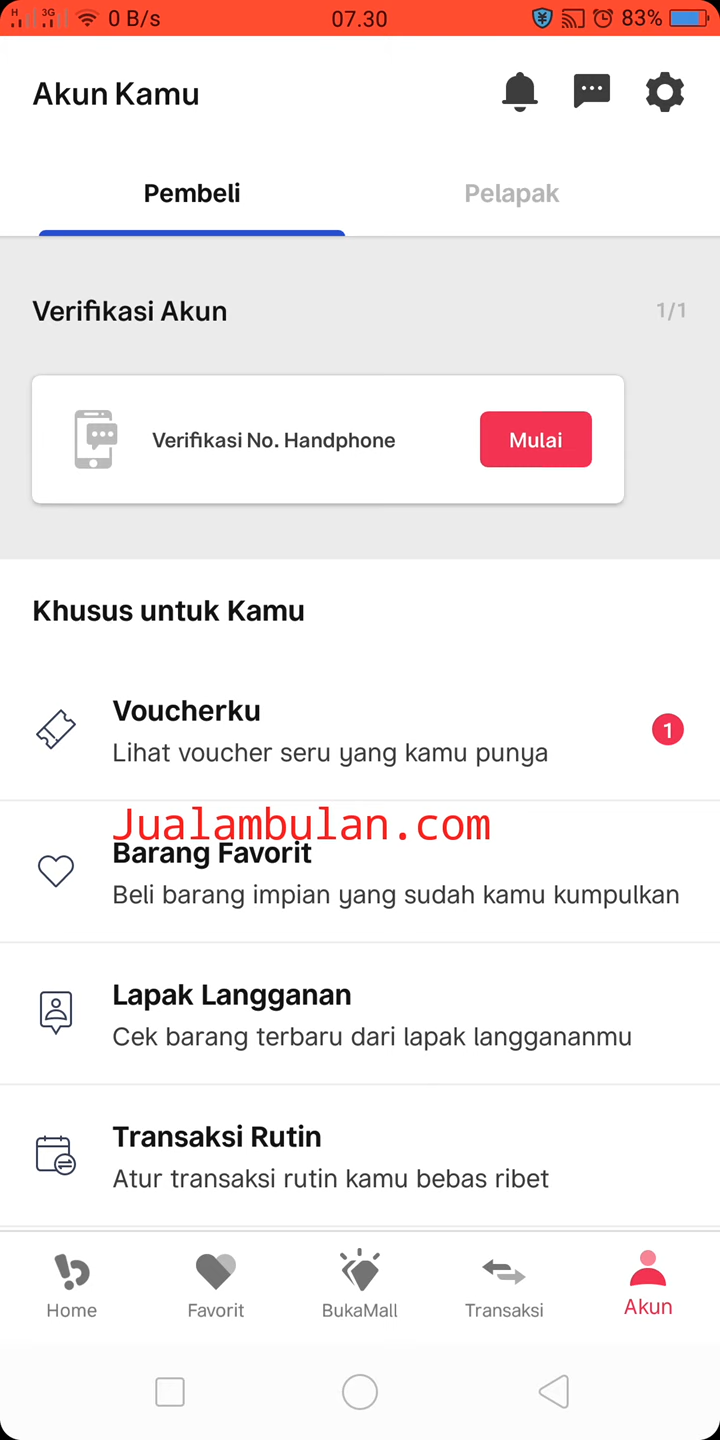 H 3G 0 B/s 07.30 83%
Akun Kamu
Pembeli Pelapak
Verifikasi Akun 1/1
Verifikasi No. Handphone Mulai
Khusus untuk Kamu
Voucherku
Lihat voucher seru yang kamu punya 1
Jualambulan.com
Barang Favorit
Beli barang impian yang sudah kamu kumpulkan
Lapak Langganan
Cek barang terbaru dari lapak langgananmu
Transaksi Rutin
Atur transaksi rutin kamu bebas ribet
Home Favorit BukaMall Transaksi Akun